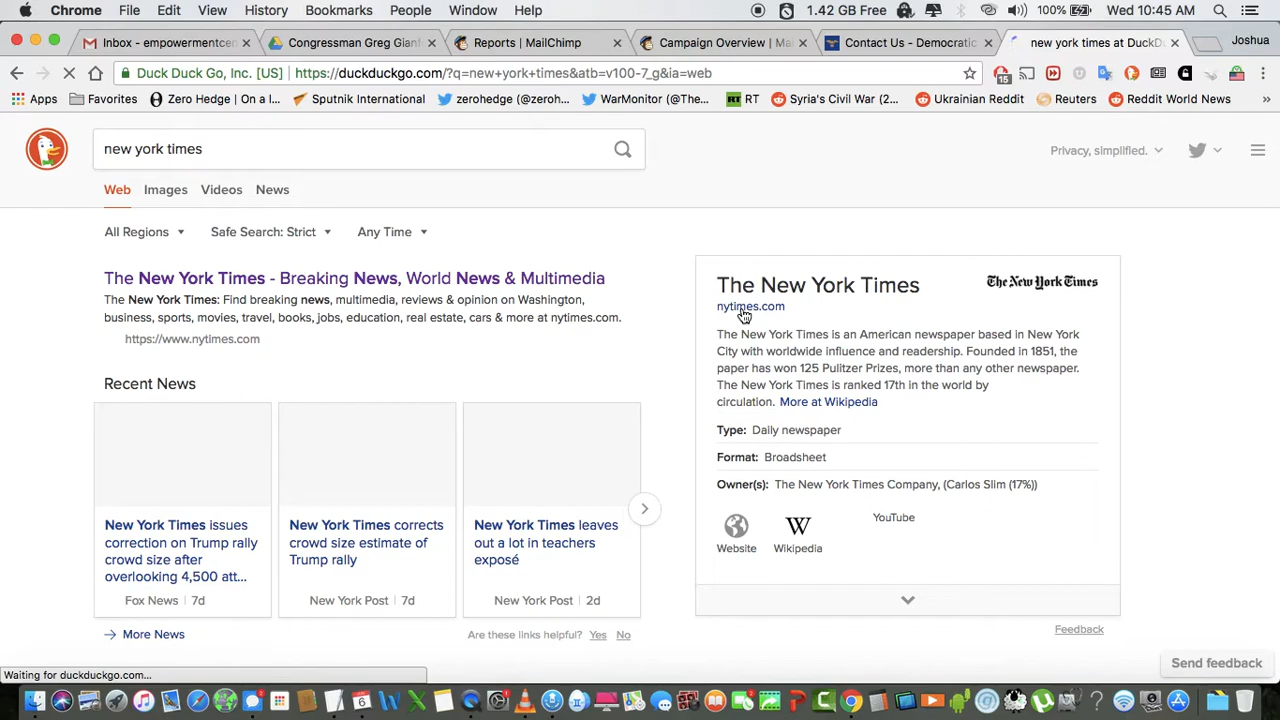 Chrome File Edit View History Bookmarks People Window Help 1.42 GB Free 100% Wed 10:45 AM
Inbox - empowermentcen Congressman Greg Gianf Reports | MailChimp Campaign Overview | Mai Contact Us - Democratic new york times at DuckDu Joshua
Duck Duck Go, Inc. [US] https://duckduckgo.com/?q=new+york+times&atb=v100-7_g&ia=web 15
Apps Favorites Zero Hedge | On a l... Sputnik International zerohedge (@zeroh... WarMonitor (@The... RT Syria's Civil War (2... Ukrainian Reddit Reuters Reddit World News »
new york times
Privacy, simplified.
Web Images Videos News
All Regions Safe Search: Strict Any Time
The New York Times - Breaking News, World News & Multimedia
The New York Times: Find breaking news, multimedia, reviews & opinion on Washington,
business, sports, movies, travel, books, jobs, education, real estate, cars & more at nytimes.com.
https://www.nytimes.com
Recent News
New York Times issues
correction on Trump rally
crowd size after
overlooking 4,500 att...
Fox News 7d
New York Times corrects
crowd size estimate of
Trump rally
New York Post 7d
New York Times leaves
out a lot in teachers
exposé
New York Post 2d
More News
Are these links helpful? Yes No
The New York Times
The New York Times
nytimes.com
The New York Times is an American newspaper based in New York
City with worldwide influence and readership. Founded in 1851, the
paper has won 125 Pulitzer Prizes, more than any other newspaper.
The New York Times is ranked 17th in the world by
circulation. More at Wikipedia
Type: Daily newspaper
Format: Broadsheet
Owner(s): The New York Times Company, (Carlos Slim (17%))
W
YouTube
Website Wikipedia
Feedback
Send feedback
Waiting for duckduckgo.com...